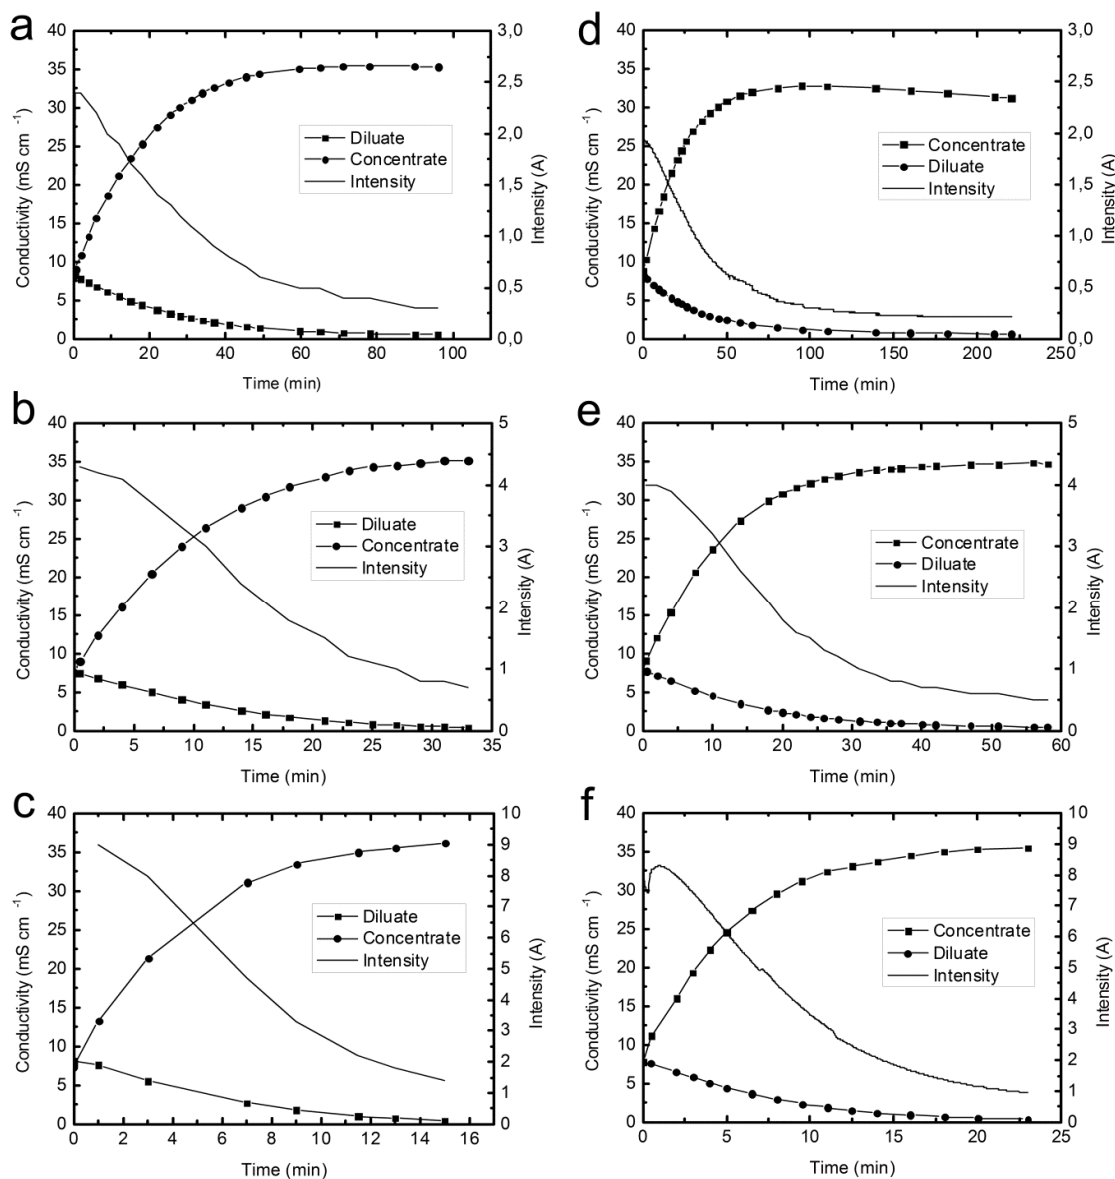 a
40
35
30
25
20
15
10
5
0
Conductivity (mS cm -1)
3,0
2,5
2,0
1,5
1,0
0,5
0,0
Intensity (A)
Diluate
Concentrate
Intensity
0 20 40 60 80 100
Time (min)
d
40
35
30
25
20
15
10
5
0
Conductivity (mS cm -1)
3,0
2,5
2,0
1,5
1,0
0,5
0,0
Intensity (A)
Concentrate
Diluate
Intensity
0 50 100 150 200 250
Time (min)
b
40
35
30
25
20
15
10
5
0
Conductivity (mS cm -1)
5
4
3
2
1
0
Intensity (A)
Diluate
Concentrate
Intensity
0 5 10 15 20 25 30 35
Time (min)
e
40
35
30
25
20
15
10
5
0
Conductivity (mS cm -1)
5
4
3
2
1
0
Intensity (A)
Concentrate
Diluate
Intensity
0 10 20 30 40 50 60
Time (min)
c
40
35
30
25
20
15
10
5
0
Conductivity (mS cm -1)
10
9
8
7
6
5
4
3
2
1
0
Intensity (A)
Diluate
Concentrate
Intensity
0 2 4 6 8 10 12 14 16
Time (min)
f
40
35
30
25
20
15
10
5
0
Conductivity (mS cm -1)
10
9
8
7
6
5
4
3
2
1
0
Intensity (A)
Concentrate
Diluate
Intensity
0 5 10 15 20 25
Time (min)